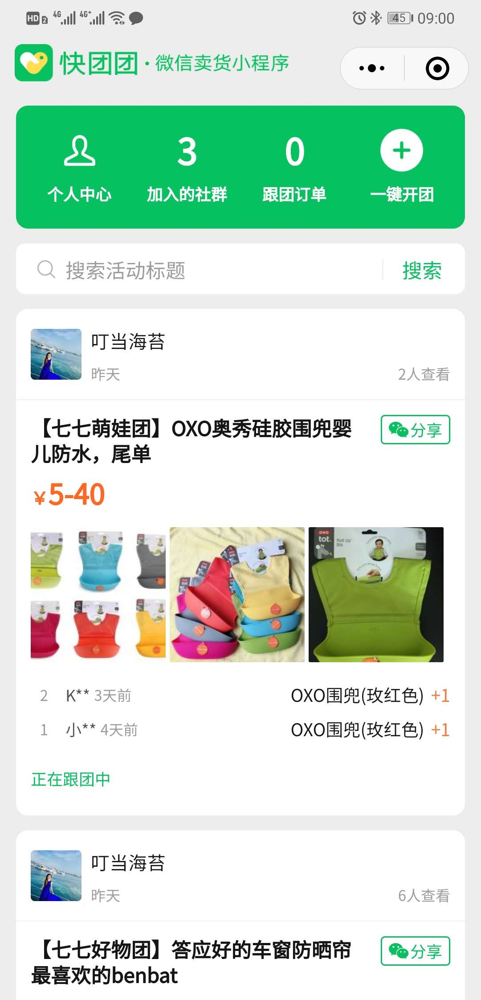 HD 2 4G 4G+ 45 09:00
快团团·微信卖货小程序
3 0
个人中心 加入的社群 跟团订单 一键开团
搜索活动标题 搜索
叮当海苔
昨天 2人查看
【七七萌娃团】OXO奥秀硅胶围兜婴 分享
儿防水，尾单
¥5-40
OXO
tot.
Roll Up
Bib
tot.
tot.
2 K** 3天前 OXO围兜(玫红色) +1
1 小** 4天前 OXO围兜(玫红色) +1
正在跟团中
叮当海苔
昨天 6人查看
【七七好物团】答应好的车窗防晒帘 分享
最喜欢的benbat